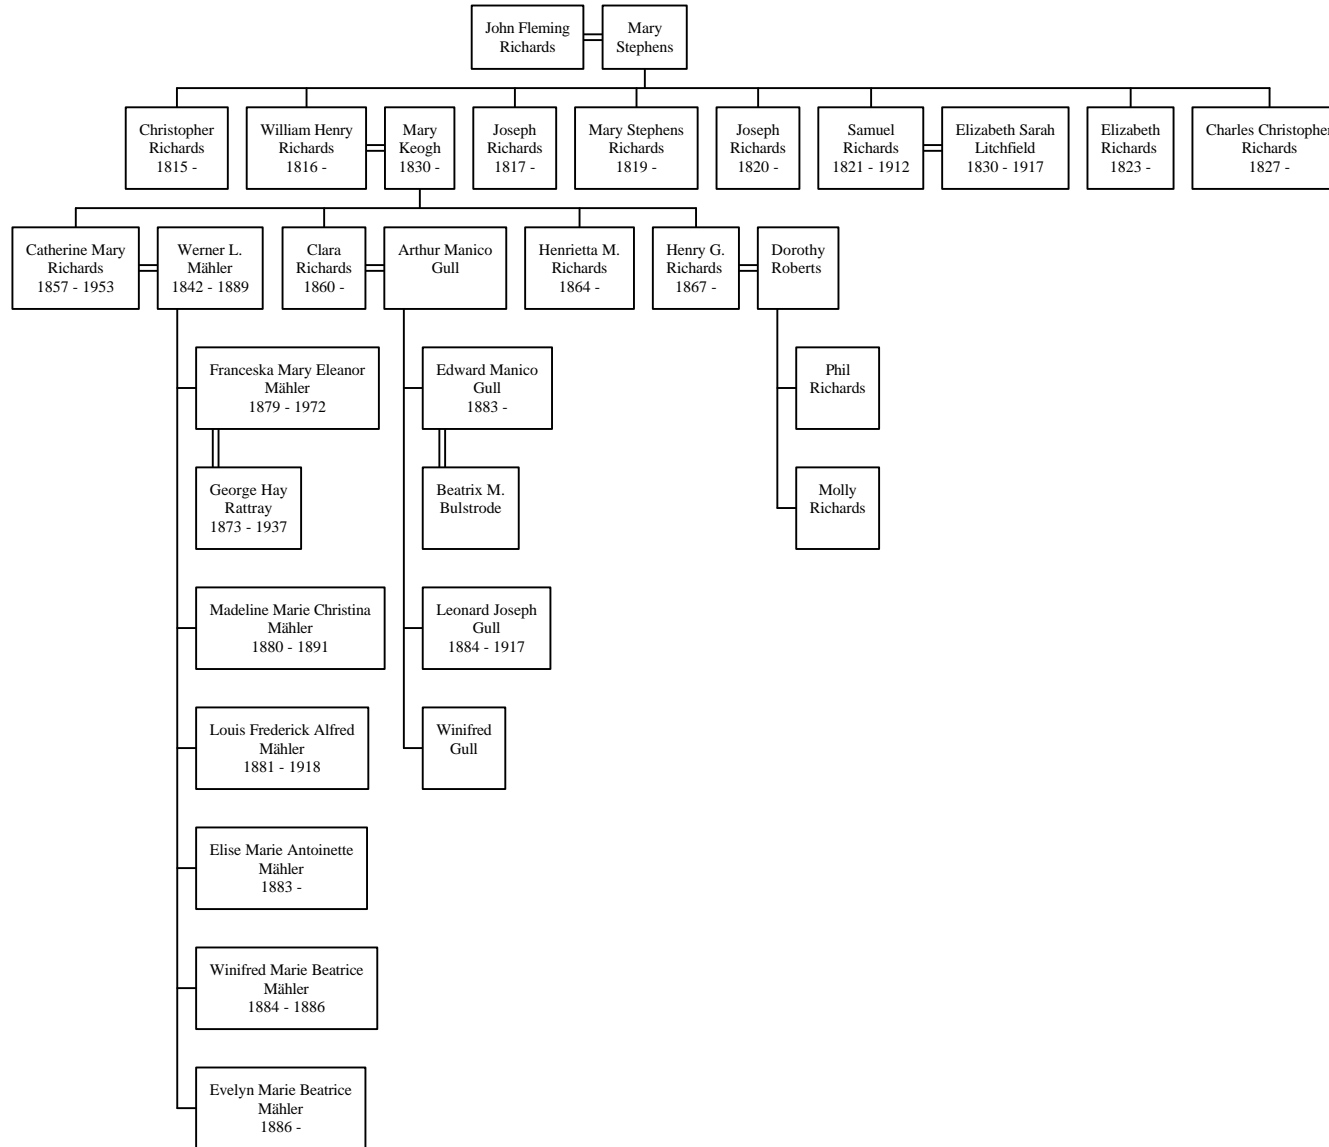 John Fleming
Richards
Mary
Stephens
Christopher
Richards
1815 -
William Henry
Richards
1816 -
Mary
Keogh
1830 -
Joseph
Richards
1817 -
Mary Stephens
Richards
1819 -
Joseph
Richards
1820 -
Samuel
Richards
1821 - 1912
Elizabeth Sarah
Litchfield
1830 - 1917
Elizabeth
Richards
1823 -
Charles Christopher
Richards
1827 -
Catherine Mary
Richards
1857 - 1953
Werner L.
Mähler
1842 - 1889
Clara
Richards
1860 -
Arthur Manico
Gull
Henrietta M.
Richards
1864 -
Henry G.
Richards
1867 -
Dorothy
Roberts
Franceska Mary Eleanor
Mähler
1879 - 1972
Edward Manico
Gull
1883 -
Phil
Richards
George Hay
Rattray
1873 - 1937
Beatrix M.
Bulstrode
Molly
Richards
Madeline Marie Christina
Mähler
1880 - 1891
Leonard Joseph
Gull
1884 - 1917
Louis Frederick Alfred
Mähler
1881 - 1918
Winifred
Gull
Elise Marie Antoinette
Mähler
1883 -
Winifred Marie Beatrice
Mähler
1884 - 1886
Evelyn Marie Beatrice
Mähler
1886 -